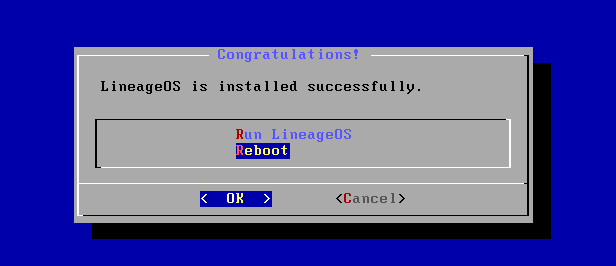 Congratulations!
LineageOS is installed successfully.
Run LineageOS
Reboot
< OK > <Cancel>